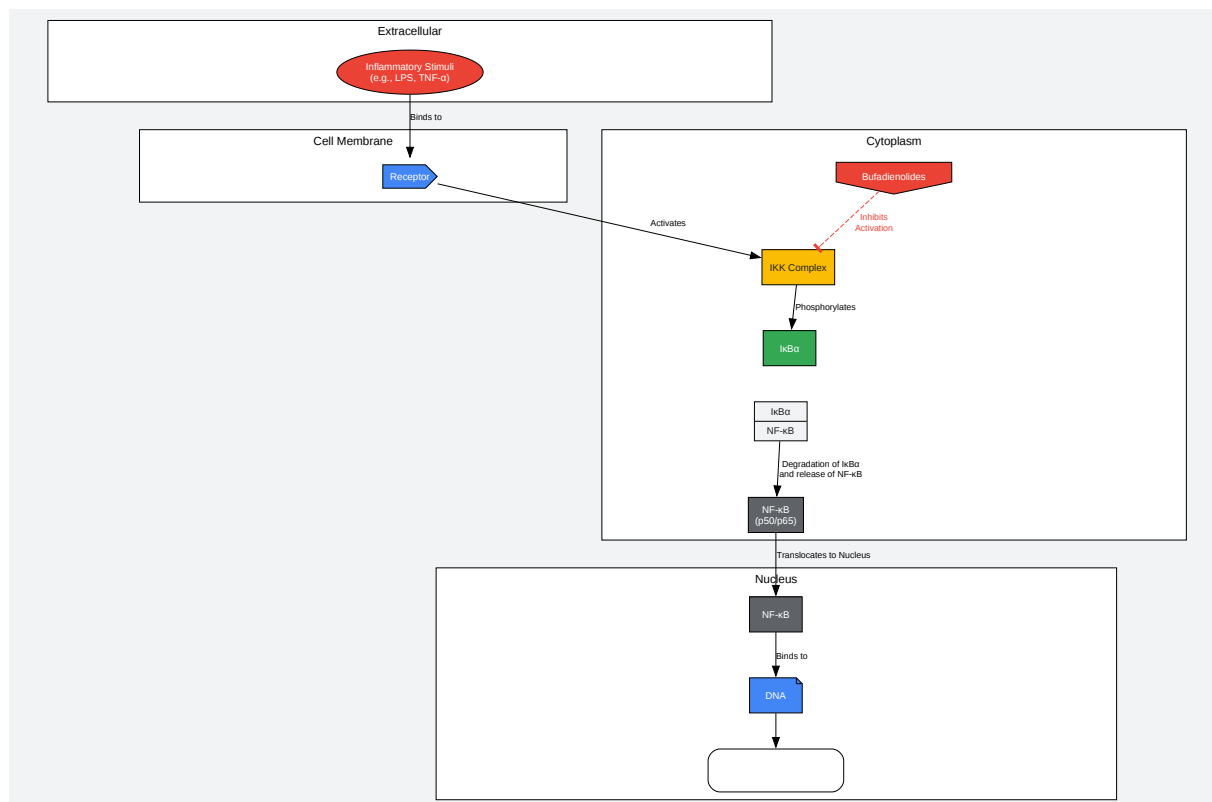 Extracellular
Inflammatory Stimuli
(e.g., LPS, TNF-α)
Binds to
Cell Membrane
Receptor
Activates
Cytoplasm
Bufadienolides
Inhibits
Activation
IKK Complex
Phosphorylates
IκBα
IκBα
NF-κB
Degradation of IκBα
and release of NF-κB
NF-κB
(p50/p65)
Translocates to Nucleus
Nucleus
NF-κB
Binds to
DNA